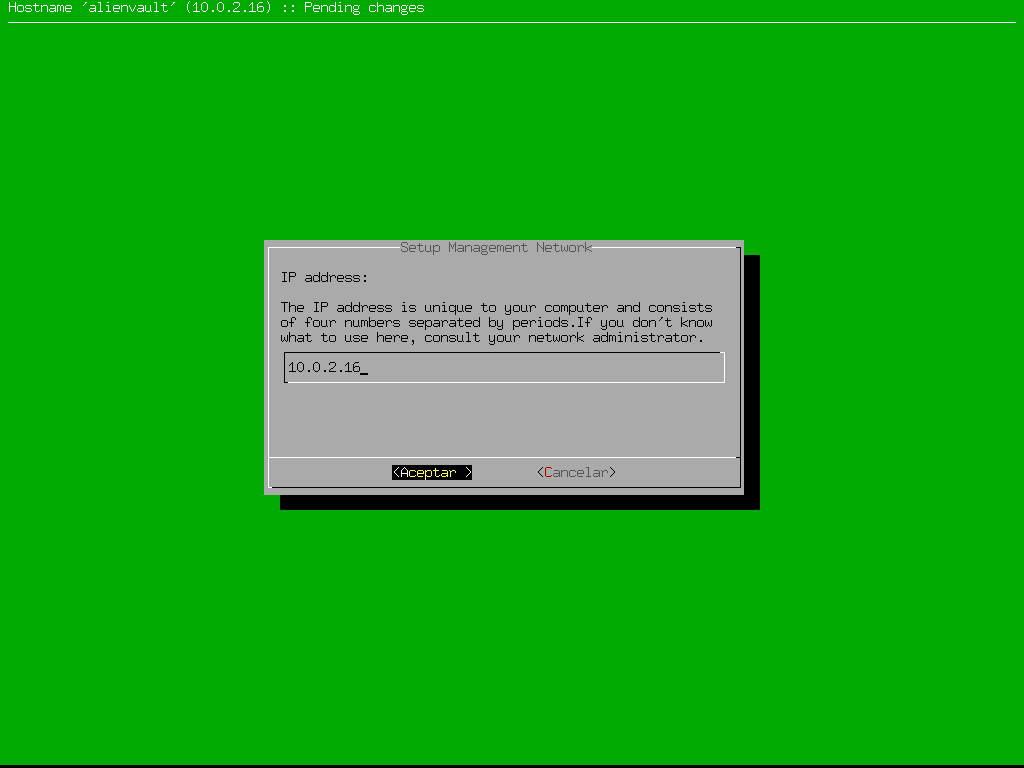 Hostname 'alienvault' (10.0.2.16) :: Pending changes
Setup Management Network
IP address:
The IP address is unique to your computer and consists
of four numbers separated by periods.If you don't know
what to use here, consult your network administrator.
10.0.2.16_
<Aceptar > <Cancelar>